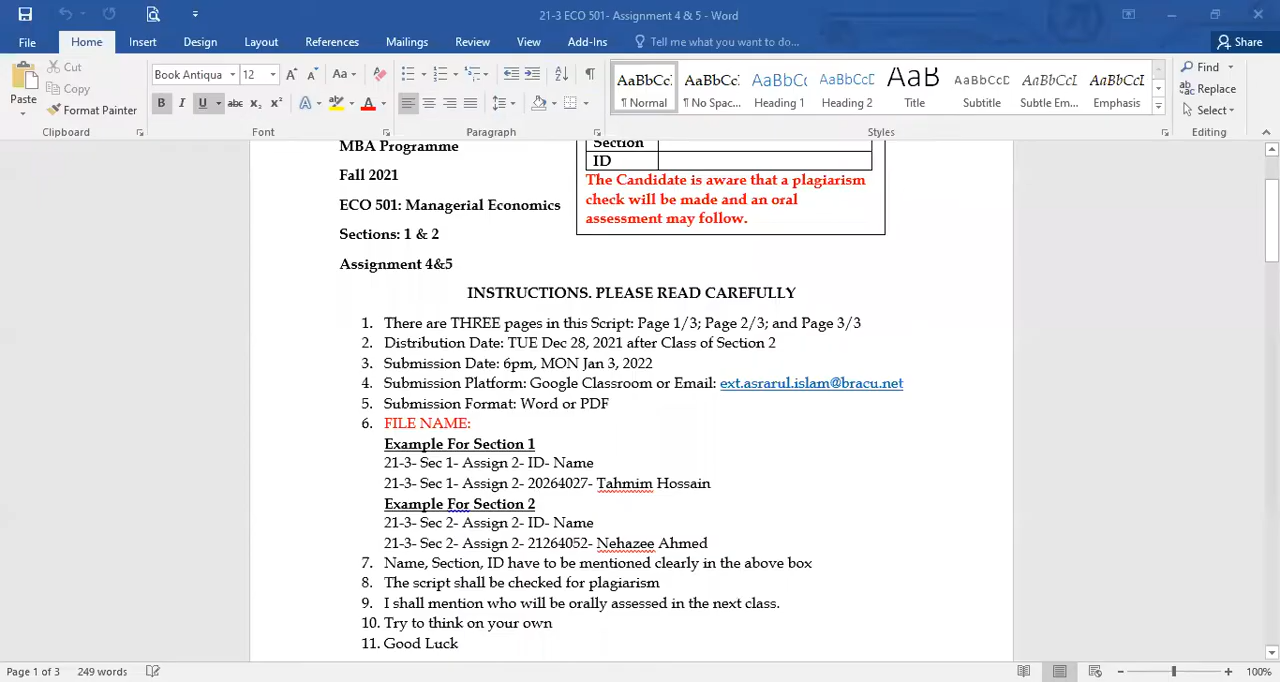 21-3 ECO 501- Assignment 4 & 5 - Word
File Home Insert Design Layout References Mailings Review View Add-Ins Tell me what you want to do... Share
Paste
Cut
Copy
Format Painter
Clipboard
Book Antiqua 12
Font
Paragraph
AaBbCc. AaBbCc. AaBbCc AaBbCcD AaB AaBbCcD AaBbCcL AaBbCcL
¶ Normal ¶ No Spac... Heading 1 Heading 2 Title Subtitle Subtle Em... Emphasis
Styles
Find
Replace
Select
Editing
MBA Programme
Fall 2021
ECO 501: Managerial Economics
Sections: 1 & 2
Assignment 4&5
Section
ID
The Candidate is aware that a plagiarism
check will be made and an oral
assessment may follow.
INSTRUCTIONS. PLEASE READ CAREFULLY
1. There are THREE pages in this Script: Page 1/3; Page 2/3; and Page 3/3
2. Distribution Date: TUE Dec 28, 2021 after Class of Section 2
3. Submission Date: 6pm, MON Jan 3, 2022
4. Submission Platform: Google Classroom or Email: ext.asrarul.islam@bracu.net
5. Submission Format: Word or PDF
6. FILE NAME:
Example For Section 1
21-3- Sec 1- Assign 2- ID- Name
21-3- Sec 1- Assign 2- 20264027- Tahmim Hossain
Example For Section 2
21-3- Sec 2- Assign 2- ID- Name
21-3- Sec 2- Assign 2- 21264052- Nehazee Ahmed
7. Name, Section, ID have to be mentioned clearly in the above box
8. The script shall be checked for plagiarism
9. I shall mention who will be orally assessed in the next class.
10. Try to think on your own
11. Good Luck
Page 1 of 3 249 words 100%